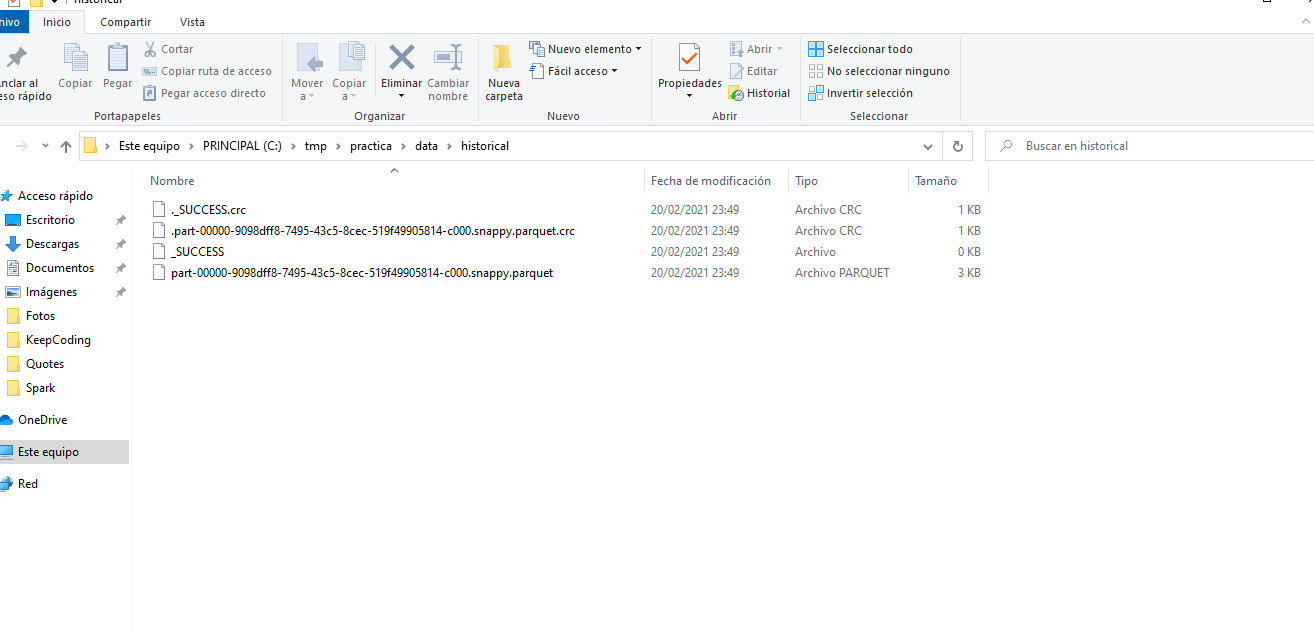 historical
hivo Inicio Compartir Vista
nclar al
eso rápido
Copiar
Pegar
Cortar
Copiar ruta de acceso
Pegar acceso directo
Portapapeles
Mover
a
Copiar
a
Eliminar
Cambiar
nombre
Organizar
Nueva
carpeta
Nuevo elemento
Fácil acceso
Nuevo
Propiedades
Abrir
Editar
Historial
Abrir
Seleccionar todo
No seleccionar ninguno
Invertir selección
Seleccionar
Este equipo > PRINCIPAL (C:) > tmp > practica > data > historical
Buscar en historical
Nombre Fecha de modificación Tipo Tamaño
._SUCCESS.crc 20/02/2021 23:49 Archivo CRC 1 KB
.part-00000-9098dff8-7495-43c5-8cec-519f49905814-c000.snappy.parquet.crc 20/02/2021 23:49 Archivo CRC 1 KB
_SUCCESS 20/02/2021 23:49 Archivo 0 KB
part-00000-9098dff8-7495-43c5-8cec-519f49905814-c000.snappy.parquet 20/02/2021 23:49 Archivo PARQUET 3 KB
Acceso rápido
Escritorio
Descargas
Documentos
Imágenes
Fotos
KeepCoding
Quotes
Spark
OneDrive
Este equipo
Red